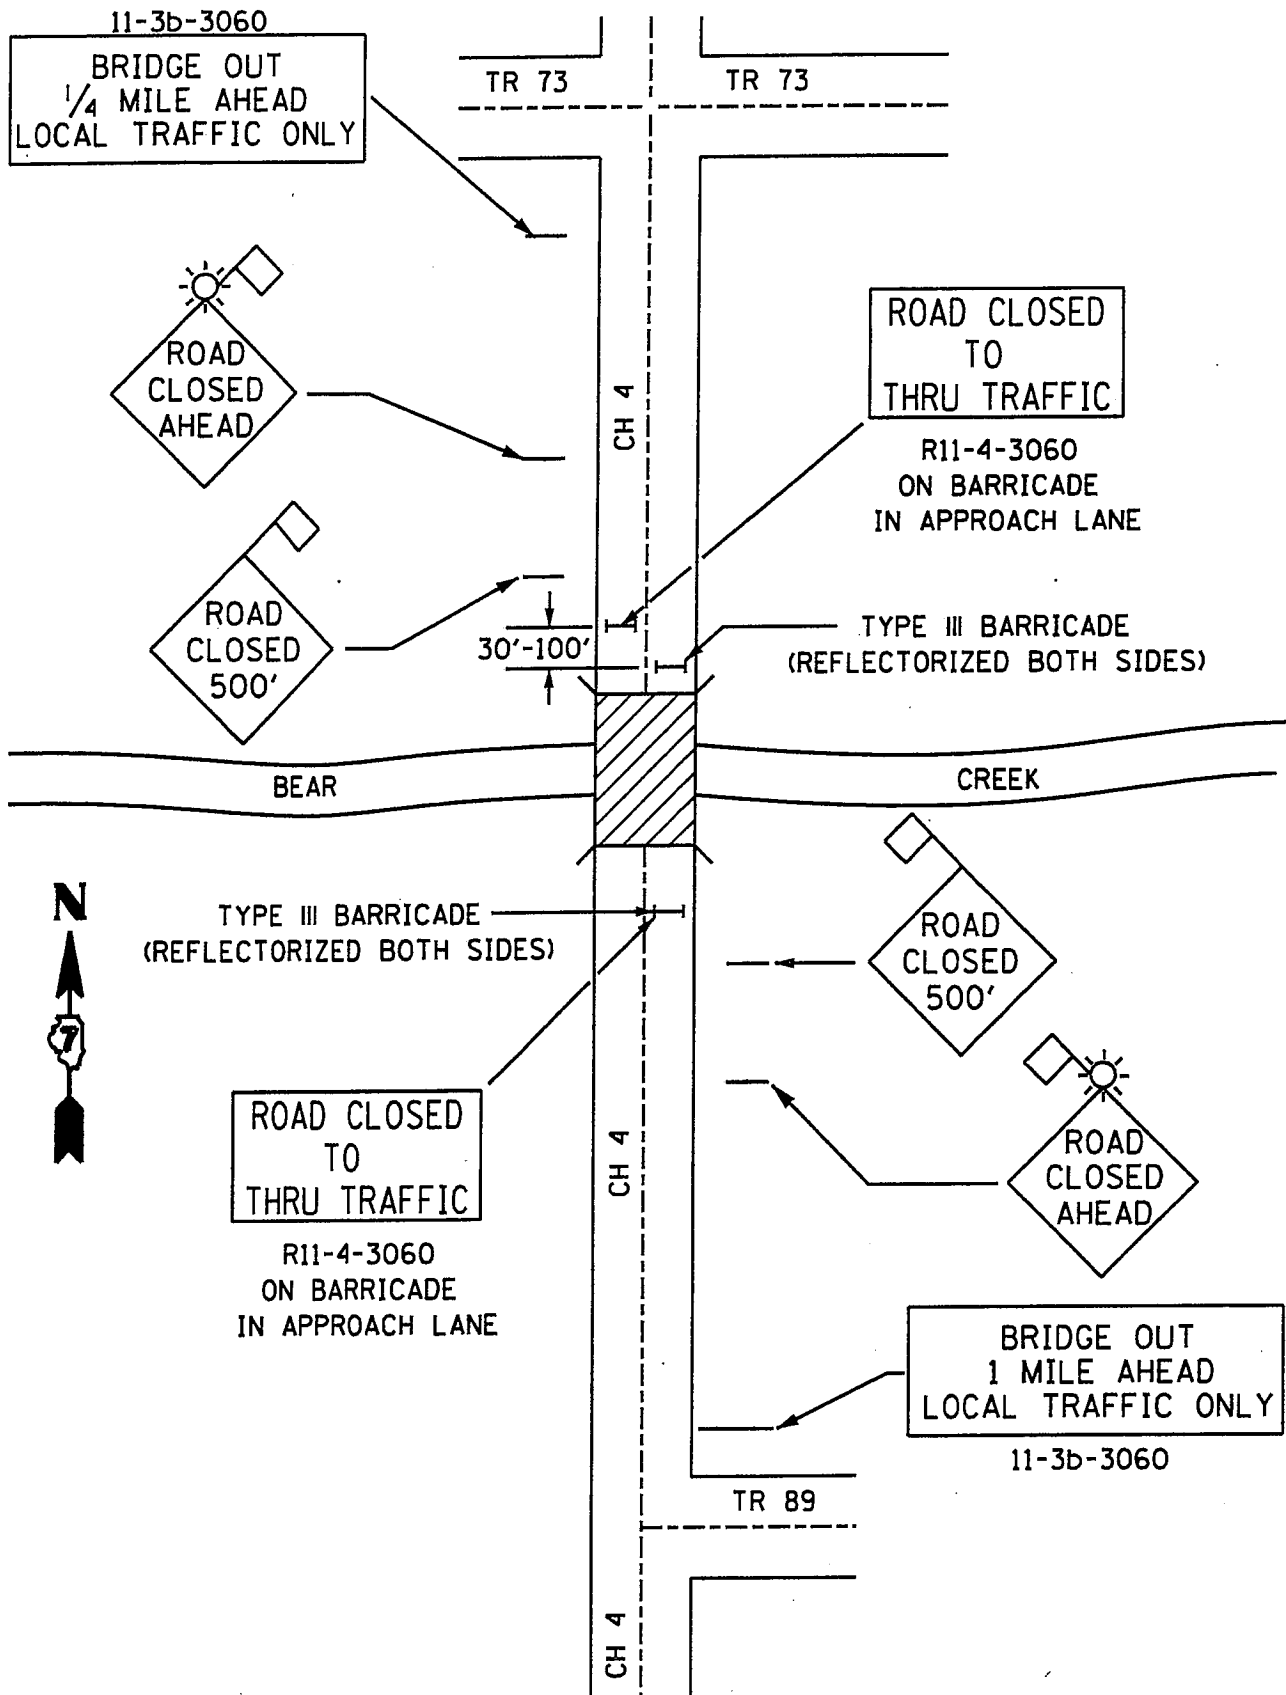 11-3b-3060
BRIDGE OUT
1/4 MILE AHEAD
LOCAL TRAFFIC ONLY
TR 73
TR 73
ROAD
CLOSED
AHEAD
CH 4
ROAD CLOSED
TO
THRU TRAFFIC
R11-4-3060
ON BARRICADE
IN APPROACH LANE
ROAD
CLOSED
500'
30'-100'
TYPE III BARRICADE
(REFLECTORIZED BOTH SIDES)
BEAR
CREEK
N
7
TYPE III BARRICADE
(REFLECTORIZED BOTH SIDES)
ROAD
CLOSED
500'
ROAD CLOSED
TO
THRU TRAFFIC
R11-4-3060
ON BARRICADE
IN APPROACH LANE
CH 4
ROAD
CLOSED
AHEAD
BRIDGE OUT
1 MILE AHEAD
LOCAL TRAFFIC ONLY
11-3b-3060
TR 89
CH 4